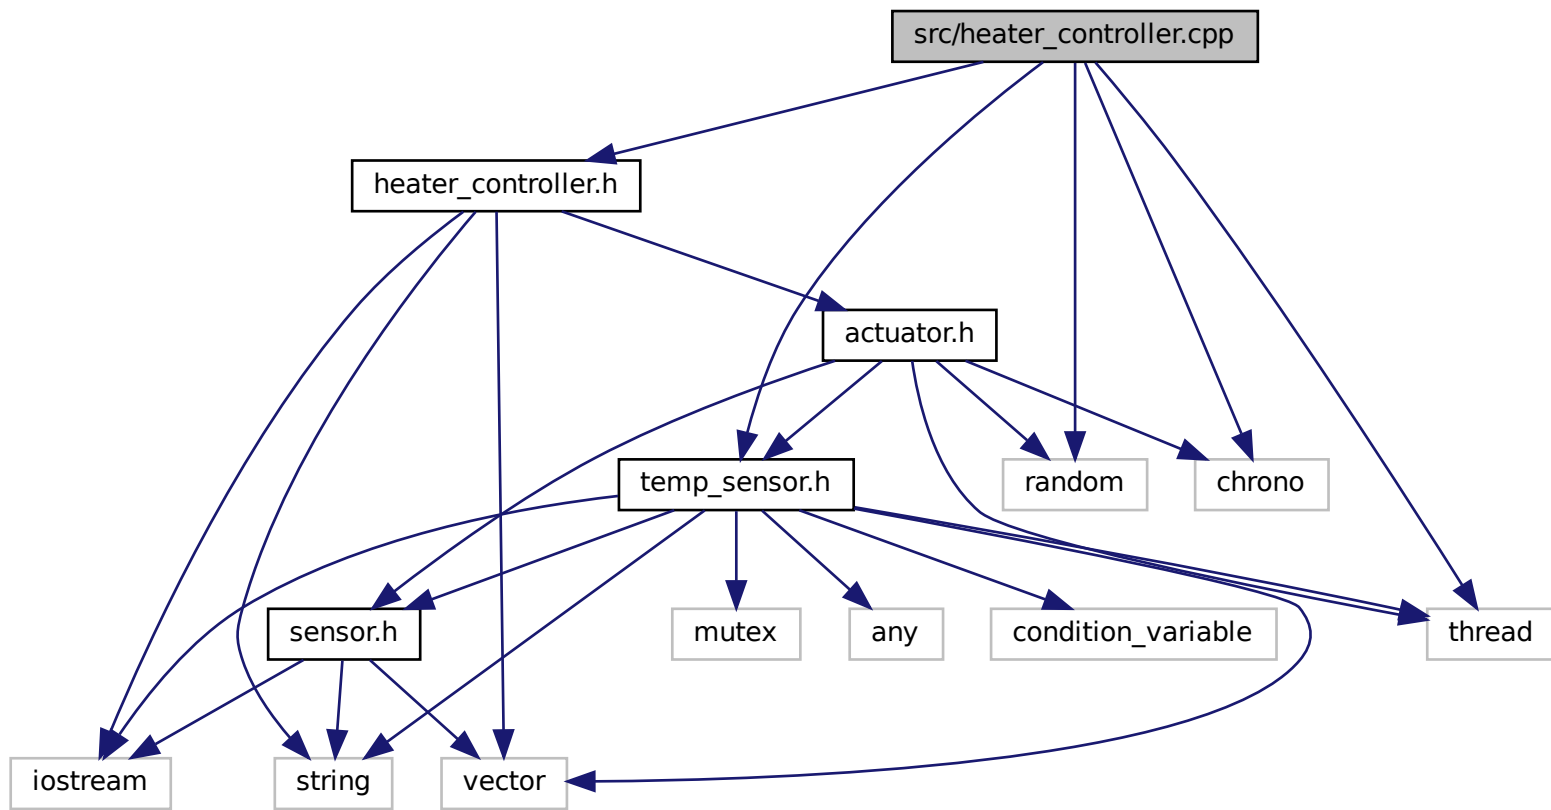 src/heater_controller.cpp
heater_controller.h
actuator.h
temp_sensor.h
random
chrono
sensor.h
mutex
any
condition_variable
thread
iostream
string
vector